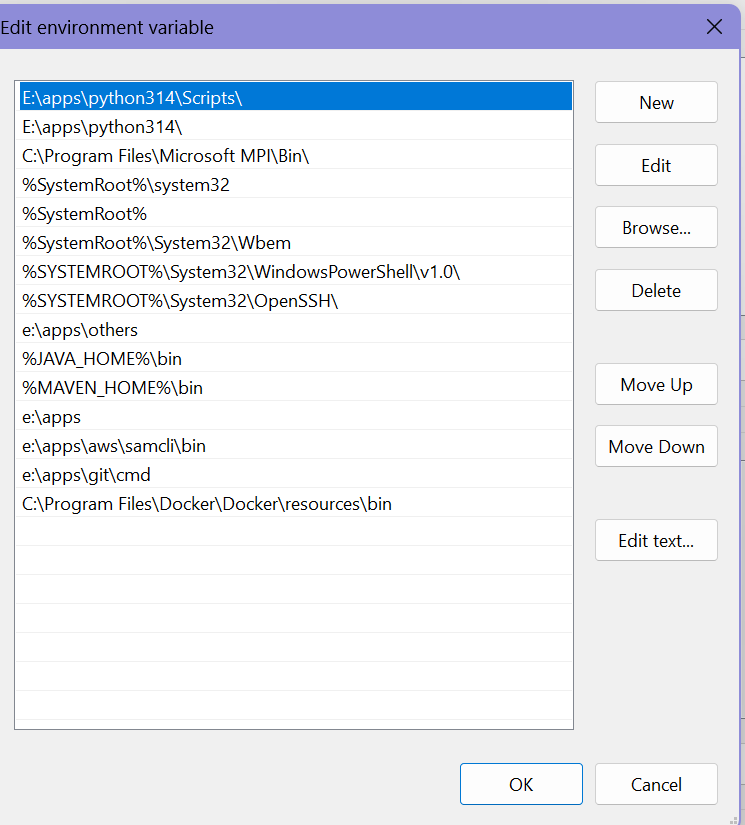 Edit environment variable
E:\apps\python314\Scripts\
E:\apps\python314\
C:\Program Files\Microsoft MPI\Bin\
%SystemRoot%\system32
%SystemRoot%
%SystemRoot%\System32\Wbem
%SYSTEMROOT%\System32\WindowsPowerShell\v1.0\
%SYSTEMROOT%\System32\OpenSSH\
e:\apps\others
%JAVA_HOME%\bin
%MAVEN_HOME%\bin
e:\apps
e:\apps\aws\samcli\bin
e:\apps\git\cmd
C:\Program Files\Docker\Docker\resources\bin
New
Edit
Browse...
Delete
Move Up
Move Down
Edit text...
OK
Cancel